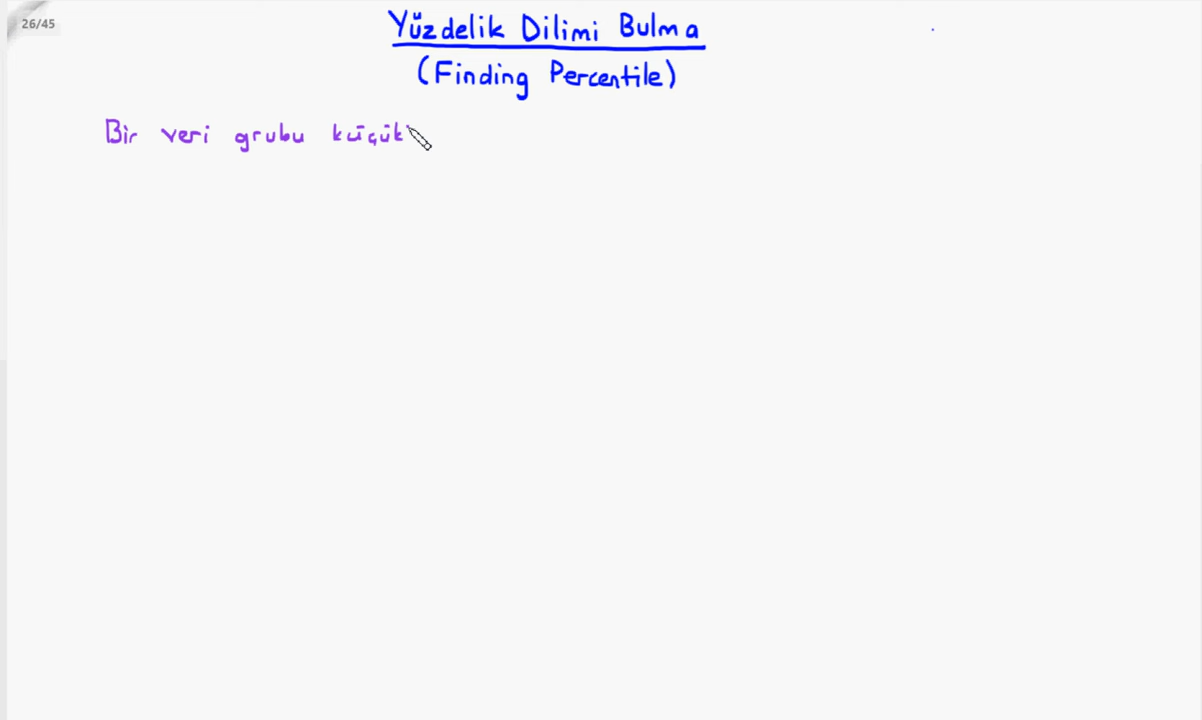 26/45
Yüzdelik Dilimi Bulma
(Finding Percentile)
Bir veri grubu küçük